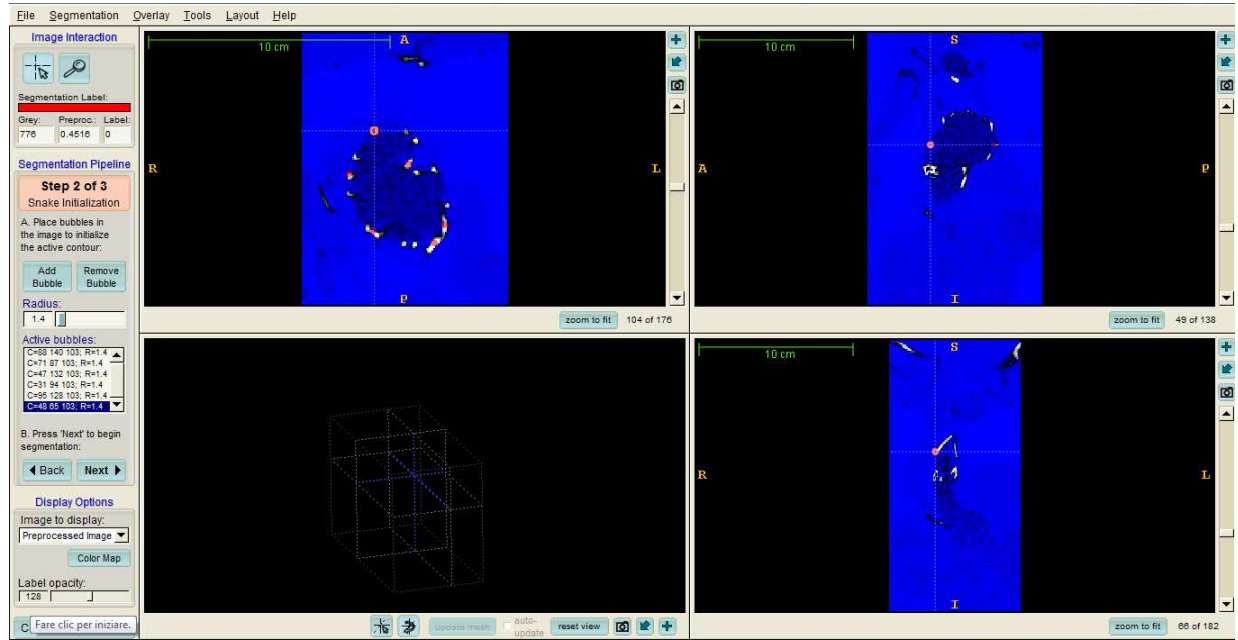 File Segmentation Overlay Tools Layout Help
Image Interaction
Segmentation Label:
Grey: Preproc.: Label:
776 0.4516 0
Segmentation Pipeline
Step 2 of 3
Snake Initialization
A. Place bubbles in
the image to initialize
the active contour:
Add Bubble
Remove Bubble
Radius:
1.4
Active bubbles:
C=88 140 103; R=1.4
C=71 87 103; R=1.4
C=47 132 103; R=1.4
C=31 94 103; R=1.4
C=95 128 103; R=1.4
C=48 65 103; R=1.4
B. Press 'Next' to begin
segmentation:
Back Next
Display Options
Image to display:
Preprocessed Image
Color Map
Label opacity:
128
C
Fare clic per iniziare.
10 cm
A
R
L
P
zoom to fit 104 of 176
10 cm
S
A
P
I
zoom to fit 49 of 138
update mesh
auto-
update
reset view
10 cm
S
R
L
I
zoom to fit 66 of 182